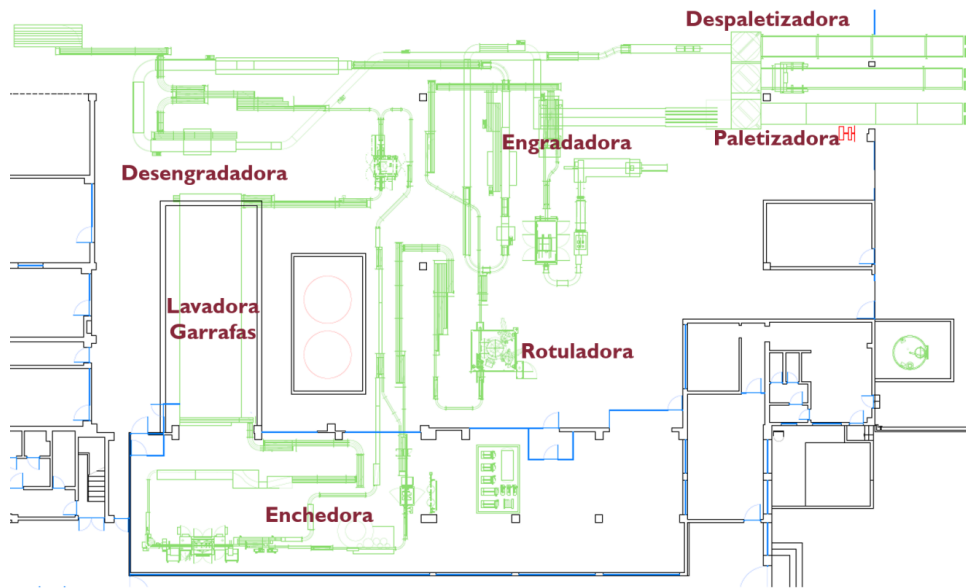 Despaletizadora
Engradadora
Paletizadora
Desengradadora
Lavadora
Garrafas
Rotuladora
Enchedora